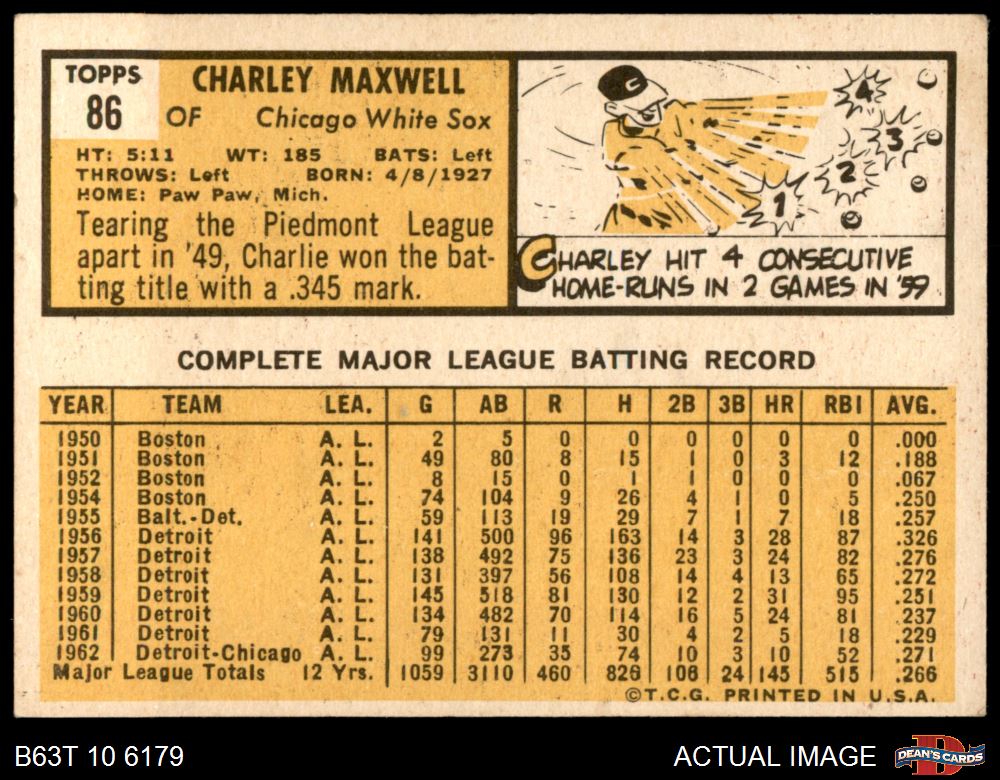 TOPPS
86
CHARLEY MAXWELL
OF Chicago White Sox
HT: 5:11 WT: 185 BATS: Left
THROWS: Left BORN: 4/8/1927
HOME: Paw Paw, Mich.
Tearing the Piedmont League
apart in '49, Charlie won the bat-
ting title with a .345 mark.
C
1
2
3
4
CHARLEY HIT 4 CONSECUTIVE
HOME-RUNS IN 2 GAMES IN '59
COMPLETE MAJOR LEAGUE BATTING RECORD
YEAR TEAM LEA. G AB R H 2B 3B HR RBI AVG.
1950 Boston A. L. 2 5 0 0 0 0 0 0 .000
1951 Boston A. L. 49 80 8 15 1 0 3 12 .188
1952 Boston A. L. 8 15 0 1 1 0 0 0 .067
1954 Boston A. L. 74 104 9 26 4 1 0 5 .250
1955 Balt.-Det. A. L. 59 113 19 29 7 1 7 18 .257
1956 Detroit A. L. 141 500 96 163 14 3 28 87 .326
1957 Detroit A. L. 138 492 75 136 23 3 24 82 .276
1958 Detroit A. L. 131 397 56 108 14 4 13 65 .272
1959 Detroit A. L. 145 518 81 130 12 2 31 95 .251
1960 Detroit A. L. 134 482 70 114 16 5 24 81 .237
1961 Detroit A. L. 79 131 11 30 4 2 5 18 .229
1962 Detroit-Chicago A. L. 99 273 35 74 10 3 10 52 .271
Major League Totals 12 Yrs. 1059 3110 460 826 106 24 145 515 .266
©T.C.G. PRINTED IN U.S.A.
B63T 10 6179 ACTUAL IMAGE
D
DEAN'S CARDS